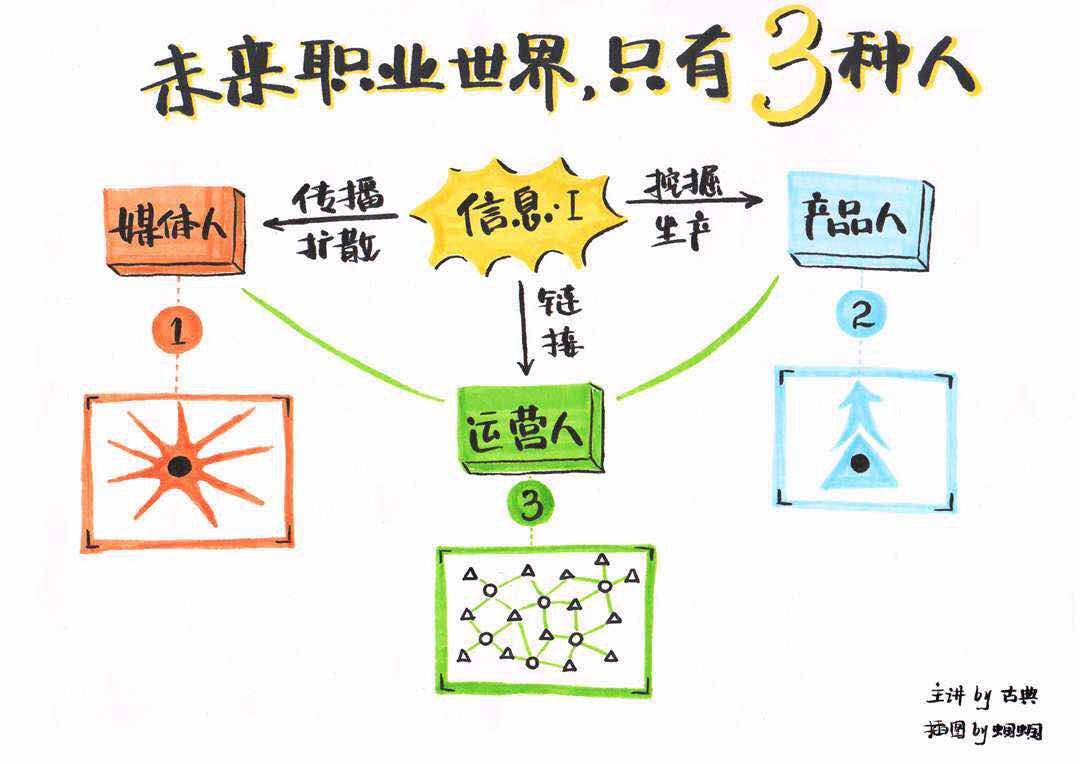 未来职业世界,只有3种人
媒体人
传播
扩散
信息·I
挖掘
生产
产品人
链
接
1
2
运营人
3
主讲 by 古典
插图 by 蝈蝈